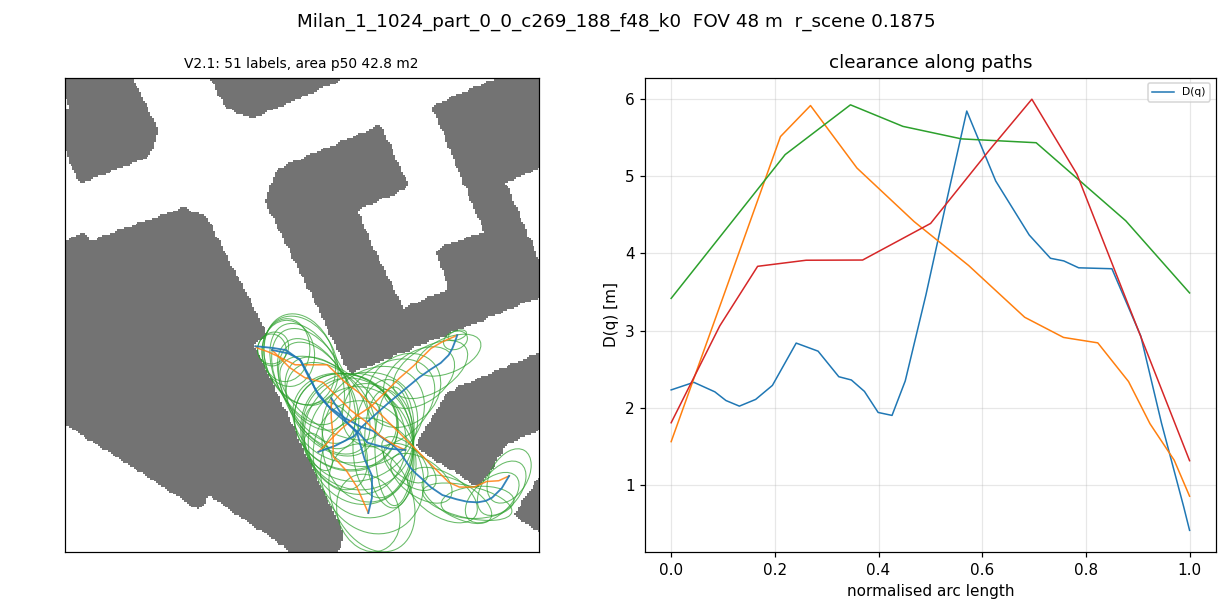 Milan_1_1024_part_0_0_c269_188_f48_k0  FOV 48 m  r_scene 0.1875
V2.1: 51 labels, area p50 42.8 m2
clearance along paths
D(q)
D(q) [m]
6
5
4
3
2
1
0.0 0.2 0.4 0.6 0.8 1.0
normalised arc length